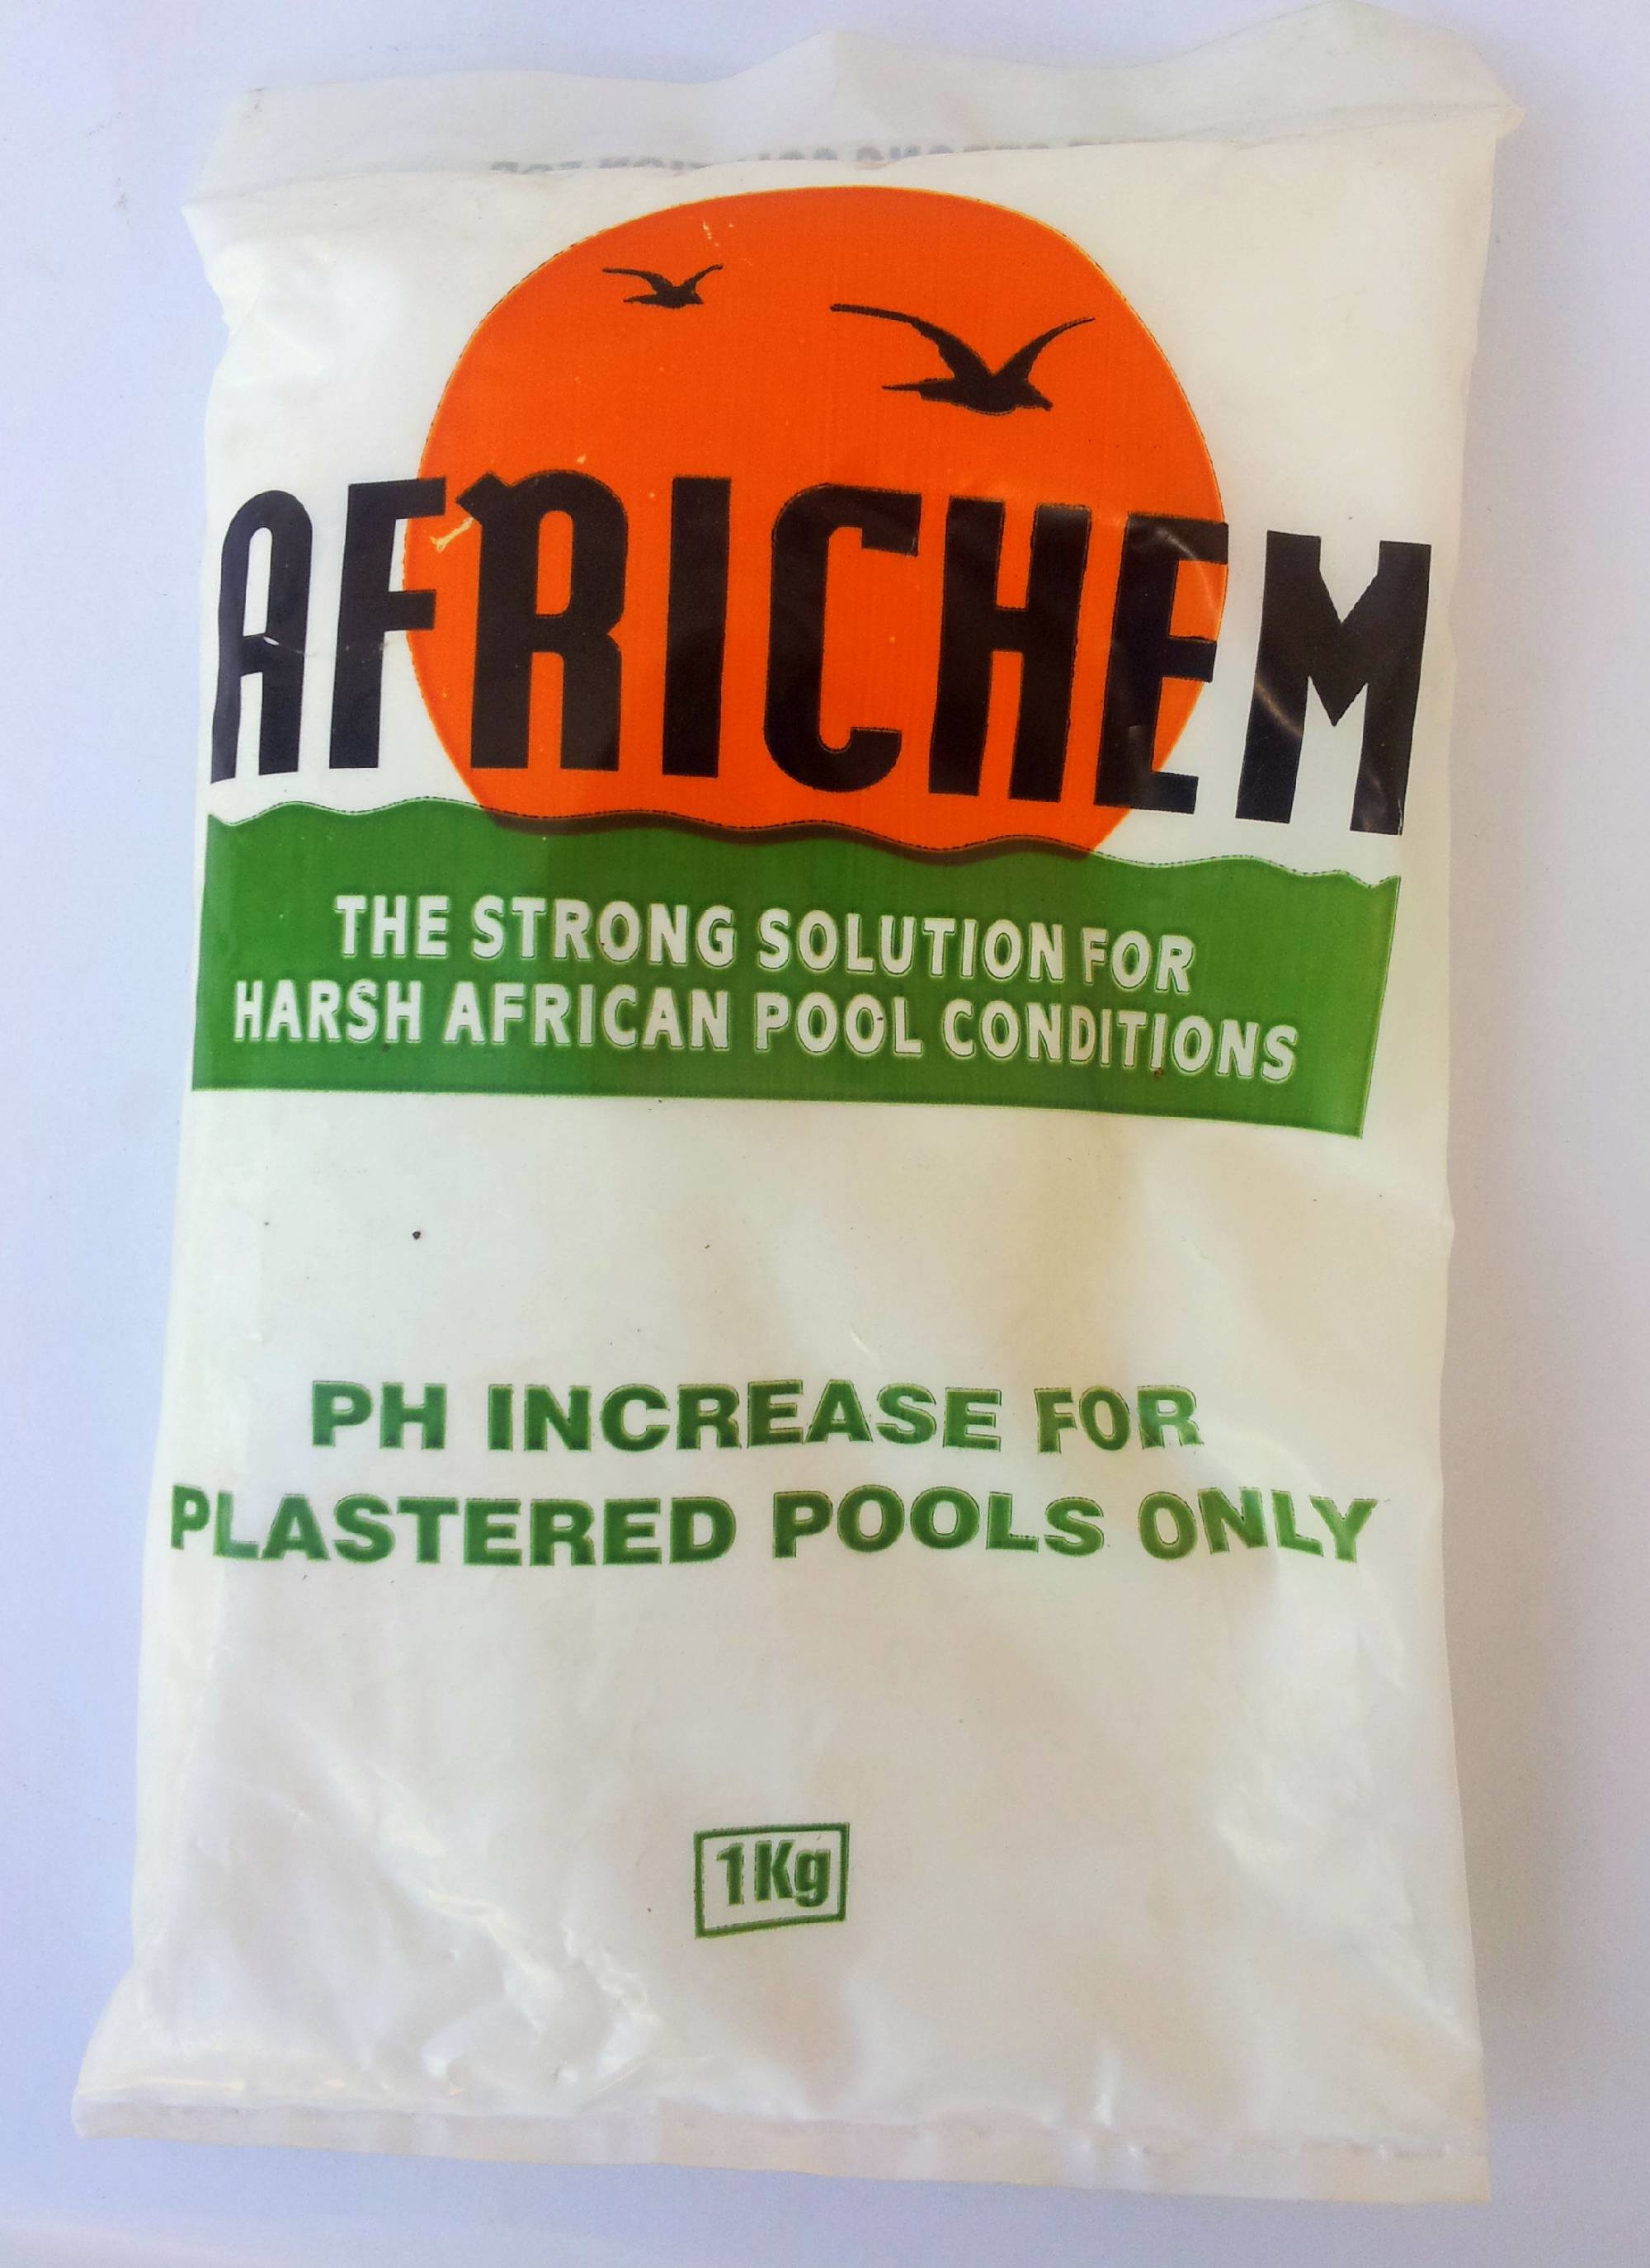 AFRICHEM
THE STRONG SOLUTION FOR
HARSH AFRICAN POOL CONDITIONS
PH INCREASE FOR
PLASTERED POOLS ONLY
1Kg